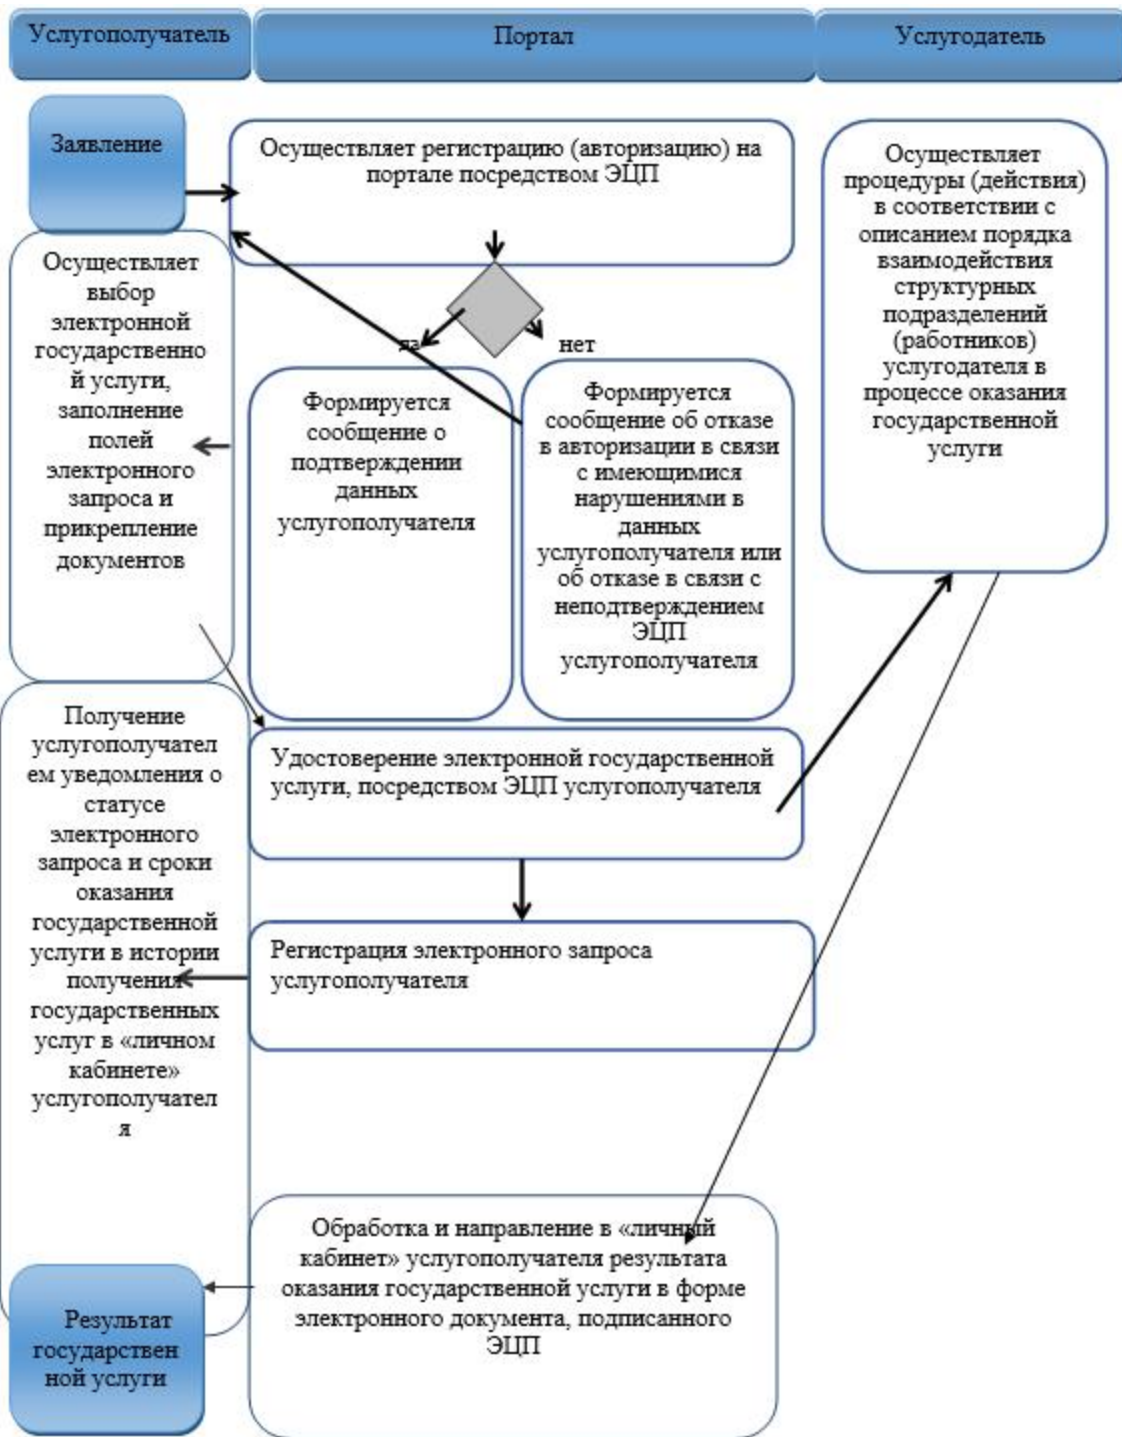 Услугополучатель
Портал
Услугодатель
Заявление
Осуществляет регистрацию (авторизацию) на
портале посредством ЭЦП
Осуществляет
процедуры (действия)
в соответствии с
описанием порядка
взаимодействия
структурных
подразделений
(работников)
услугодателя в
процессе оказания
государственной
услуги
Осуществляет
выбор
электронной
государственно
й услуги,
заполнение
полей
электронного
запроса и
прикрепление
документов
да
нет
Формируется
сообщение о
подтверждении
данных
услугополучателя
Формируется
сообщение об отказе
в авторизации в связи
с имеющимися
нарушениями в
данных
услугополучателя или
об отказе в связи с
неподтверждением
ЭЦП
услугополучателя
Получение
услугополучател
ем уведомления о
статусе
электронного
запроса и сроки
оказания
государственной
услуги в истории
получения
государственных
услуг в «личном
кабинете»
услугополучател
я
Удостоверение электронной государственной
услуги, посредством ЭЦП услугополучателя
Регистрация электронного запроса
услугополучателя
Обработка и направление в «личный
кабинет» услугополучателя результата
оказания государственной услуги в форме
электронного документа, подписанного
ЭЦП
Результат
государствен
ной услуги